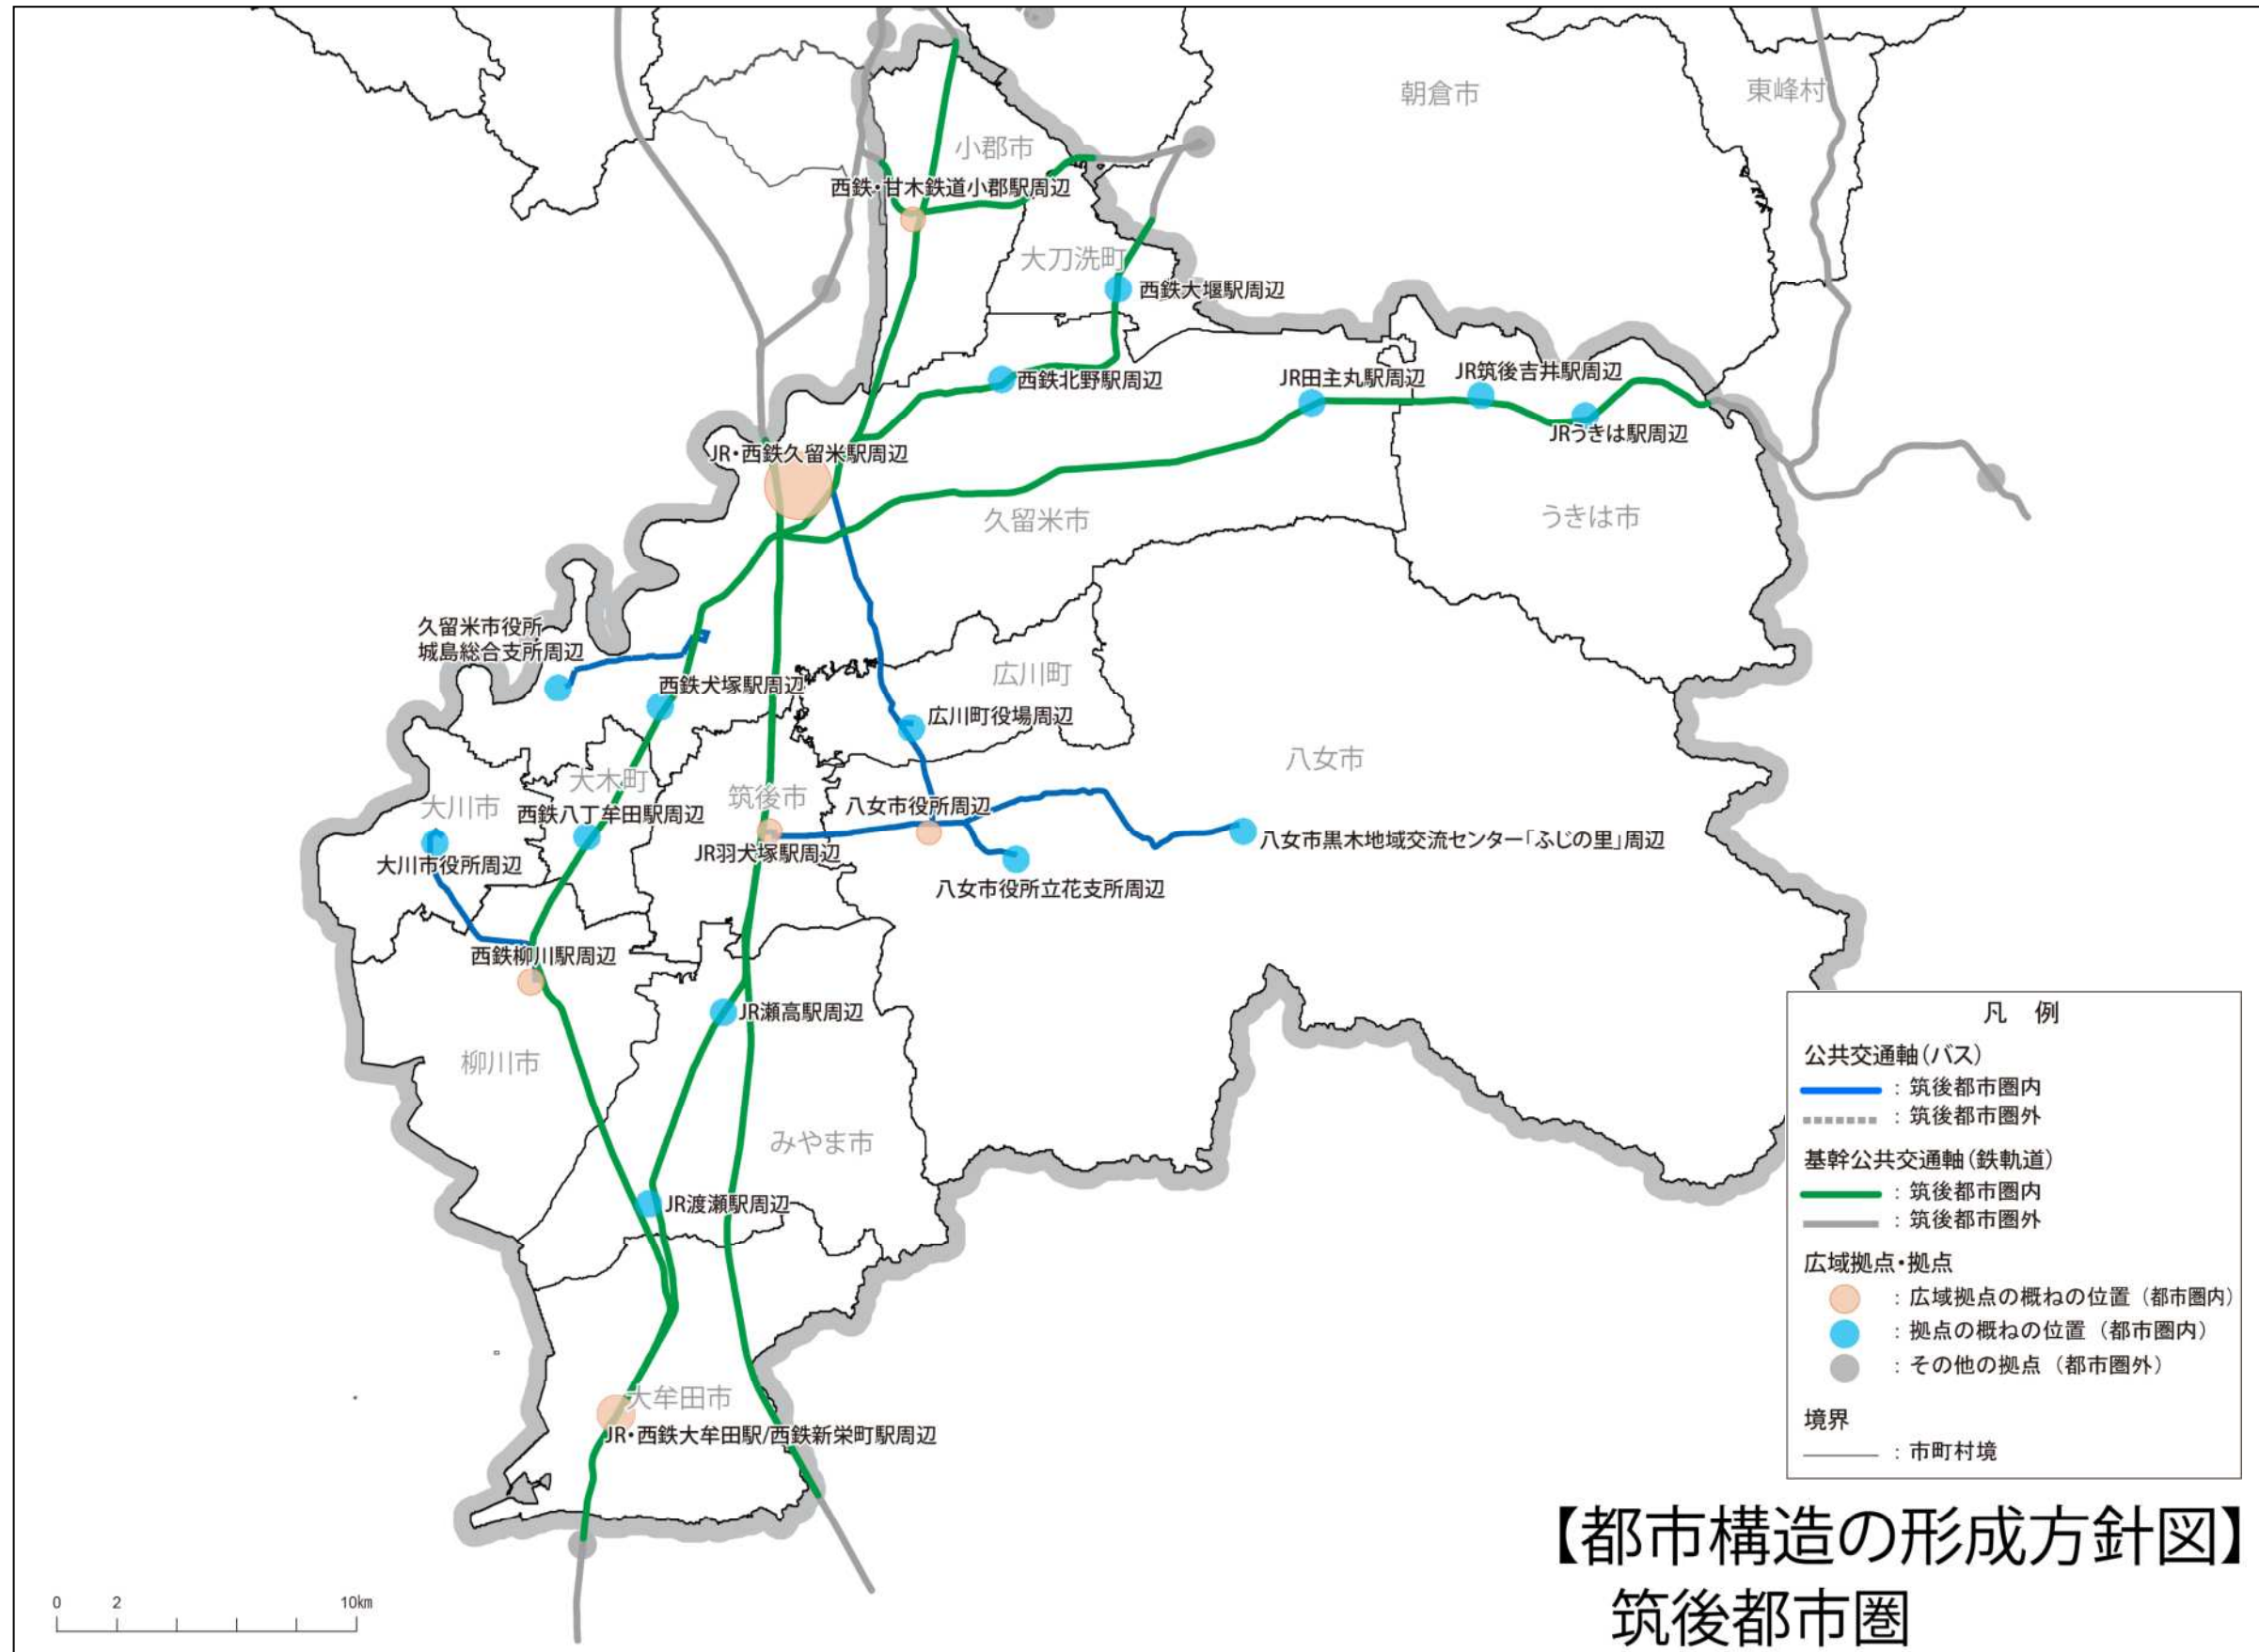 朝倉市
東峰村
小郡市
西鉄・甘木鉄道小郡駅周辺
大刀洗町
西鉄大堰駅周辺
西鉄北野駅周辺
JR田主丸駅周辺
JR筑後吉井駅周辺
JRうきは駅周辺
JR・西鉄久留米駅周辺
久留米市
うきは市
久留米市役所
城島総合支所周辺
西鉄犬塚駅周辺
広川町
広川町役場周辺
八女市
大木町
大川市
筑後市
西鉄八丁牟田駅周辺
八女市役所周辺
大川市役所周辺
JR羽犬塚駅周辺
八女市黒木地域交流センター「ふじの里」周辺
八女市役所立花支所周辺
西鉄柳川駅周辺
JR瀬高駅周辺
柳川市
みやま市
JR渡瀬駅周辺
大牟田市
JR・西鉄大牟田駅/西鉄新栄町駅周辺
凡 例
公共交通軸(バス)
: 筑後都市圏内
: 筑後都市圏外
基幹公共交通軸(鉄軌道)
: 筑後都市圏内
: 筑後都市圏外
広域拠点・拠点
: 広域拠点の概ねの位置(都市圏内)
: 拠点の概ねの位置(都市圏内)
: その他の拠点(都市圏外)
境界
: 市町村境
0 2 10km
【都市構造の形成方針図】
筑後都市圏